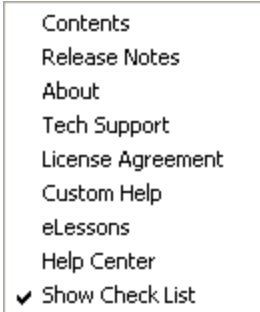 Contents
Release Notes
About
Tech Support
License Agreement
Custom Help
eLessons
Help Center
Show Check List